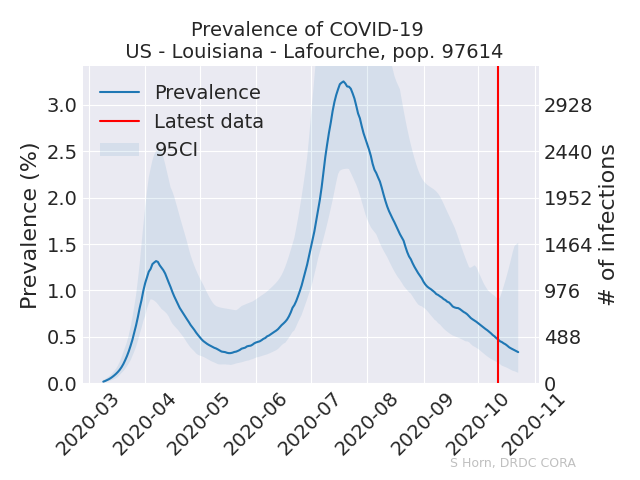 Prevalence of COVID-19
US - Louisiana - Lafourche, pop. 97614
Prevalence
Latest data
95CI
Prevalence (%)
3.0
2.5
2.0
1.5
1.0
0.5
0.0
2928
2440
1952
1464
976
488
0
# of infections
2020-03
2020-04
2020-05
2020-06
2020-07
2020-08
2020-09
2020-10
2020-11
S Horn, DRDC CORA